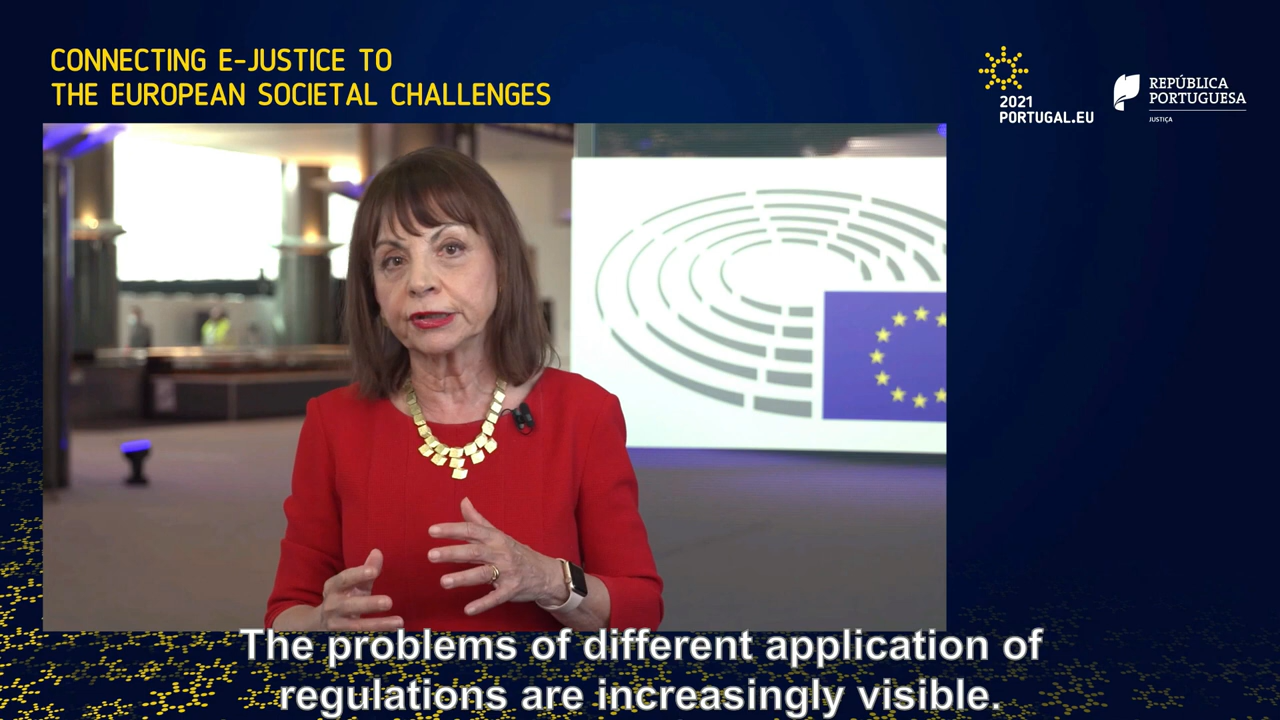 CONNECTING E-JUSTICE TO
THE EUROPEAN SOCIETAL CHALLENGES
2021
PORTUGAL.EU
REPÚBLICA
PORTUGUESA
JUSTIÇA
The problems of different application of
regulations are increasingly visible.